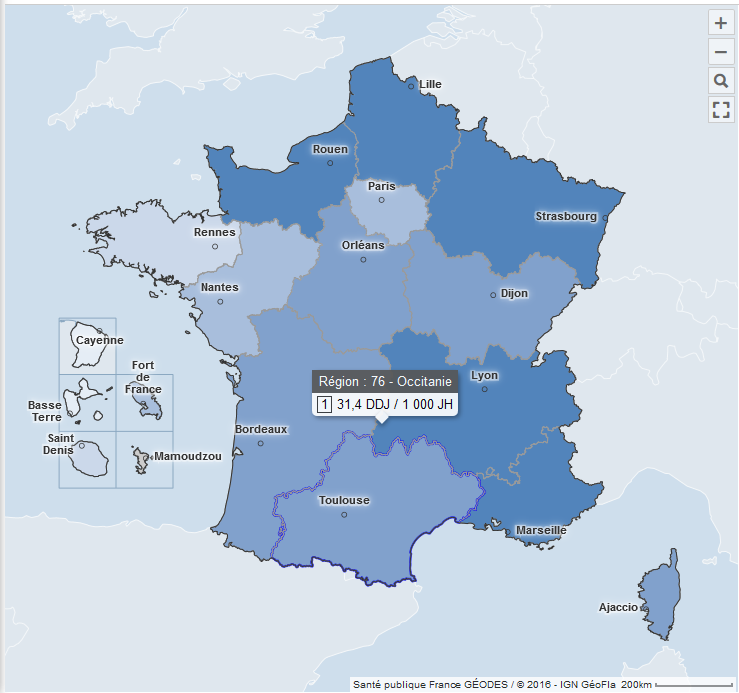 Lille
Rouen
Paris
Strasbourg
Rennes
Orléans
Nantes
Dijon
Cayenne
Fort
de
France
Lyon
Région : 76 - Occitanie
1 31,4 DDJ / 1 000 JH
Basse
Terre
Bordeaux
Saint
Denis
Mamoudzou
Toulouse
Marseille
Ajaccio
Santé publique France GÉODES / © 2016 - IGN GéoFla 200km